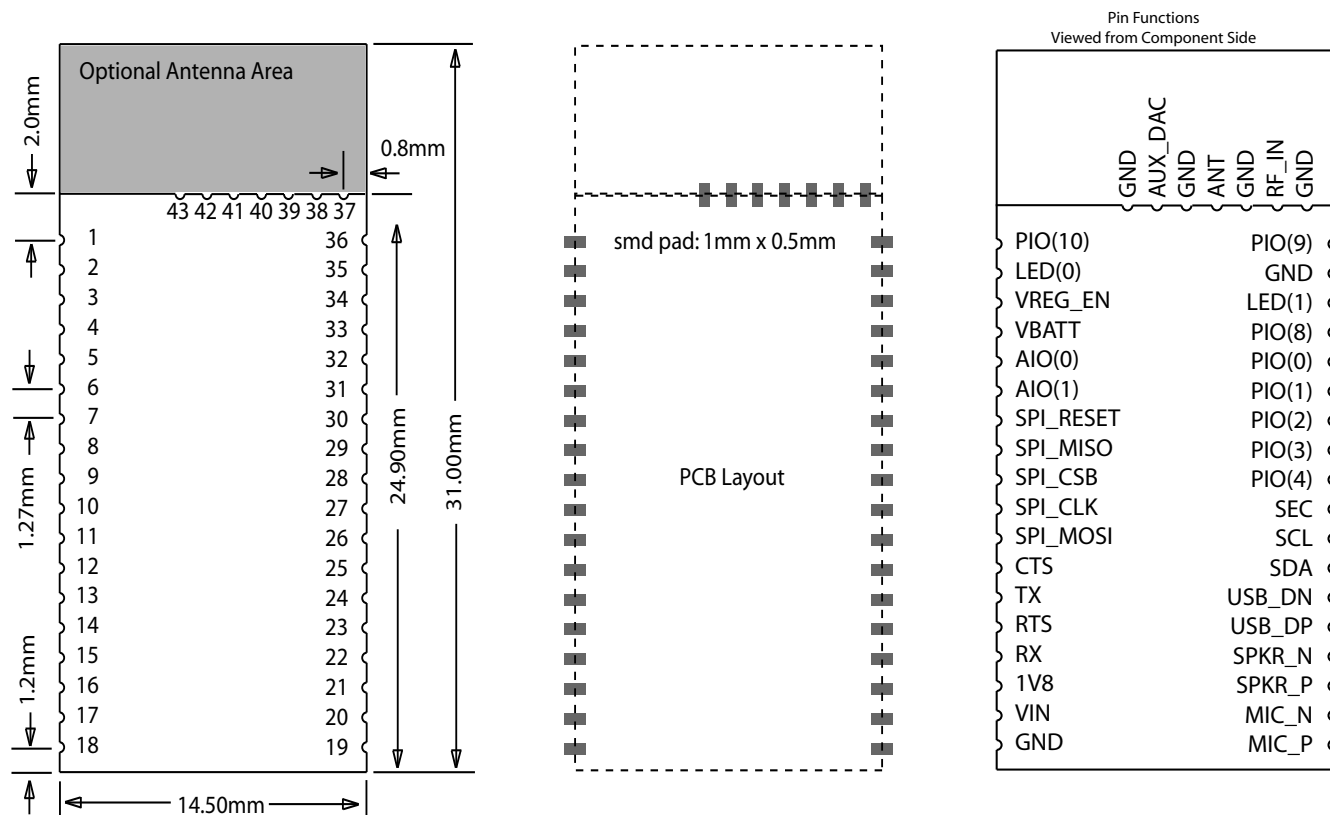 Optional Antenna Area
2.0mm
0.8mm
43 42 41 40 39 38 37
1 36
2 35
3 34
4 33
5 32
6 31
7 30
8 29
9 28
10 27
11 26
12 25
13 24
14 23
15 22
16 21
17 20
18 19
1.27mm
1.2mm
24.90mm
31.00mm
14.50mm
smd pad: 1mm x 0.5mm
PCB Layout
Pin Functions
Viewed from Component Side
GND
AUX_DAC
GND
ANT
GND
RF_IN
GND
PIO(10) PIO(9)
LED(0) GND
VREG_EN LED(1)
VBATT PIO(8)
AIO(0) PIO(0)
AIO(1) PIO(1)
SPI_RESET PIO(2)
SPI_MISO PIO(3)
SPI_CSB PIO(4)
SPI_CLK SEC
SPI_MOSI SCL
CTS SDA
TX USB_DN
RTS USB_DP
RX SPKR_N
1V8 SPKR_P
VIN MIC_N
GND MIC_P